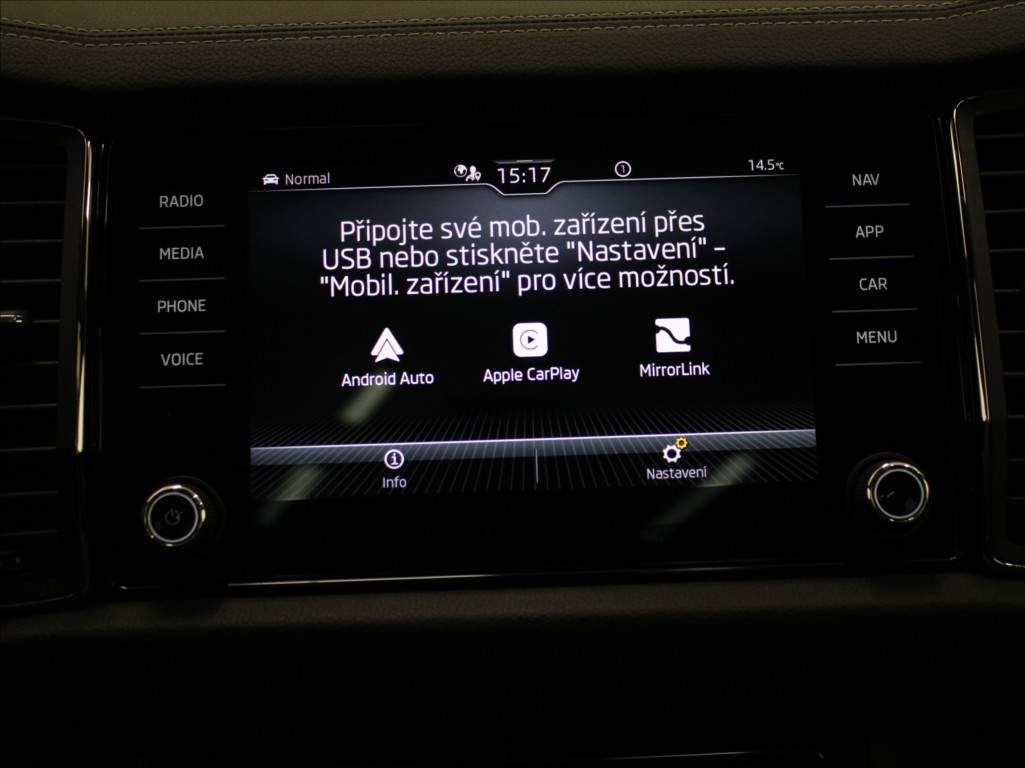 Normal
15:17
1
14.5°C
RADIO
MEDIA
PHONE
VOICE
NAV
APP
CAR
MENU
Připojte své mob. zařízení přes
USB nebo stiskněte "Nastavení" –
"Mobil. zařízení" pro více možností.
Android Auto
Apple CarPlay
MirrorLink
Info
Nastavení